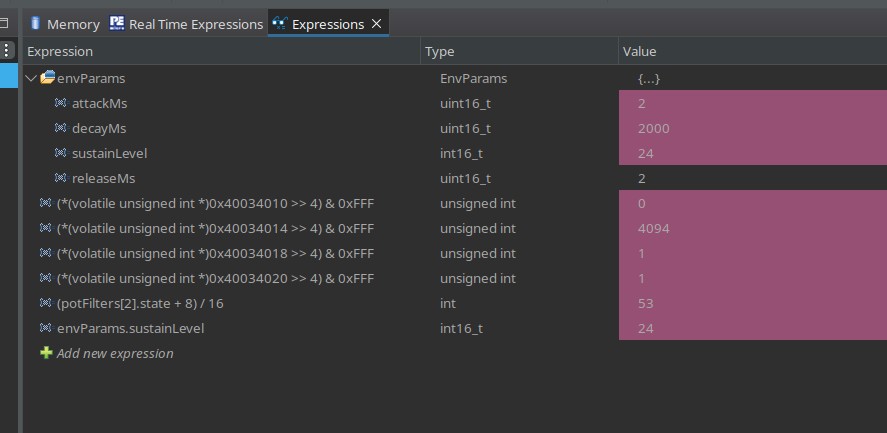 Memory Real Time Expressions Expressions
Expression Type Value
envParams EnvParams {...}
attackMs uint16_t 2
decayMs uint16_t 2000
sustainLevel int16_t 24
releaseMs uint16_t 2
(*(volatile unsigned int *)0x40034010 >> 4) & 0xFFF unsigned int 0
(*(volatile unsigned int *)0x40034014 >> 4) & 0xFFF unsigned int 4094
(*(volatile unsigned int *)0x40034018 >> 4) & 0xFFF unsigned int 1
(*(volatile unsigned int *)0x40034020 >> 4) & 0xFFF unsigned int 1
(potFilters[2].state + 8) / 16 int 53
envParams.sustainLevel int16_t 24
Add new expression